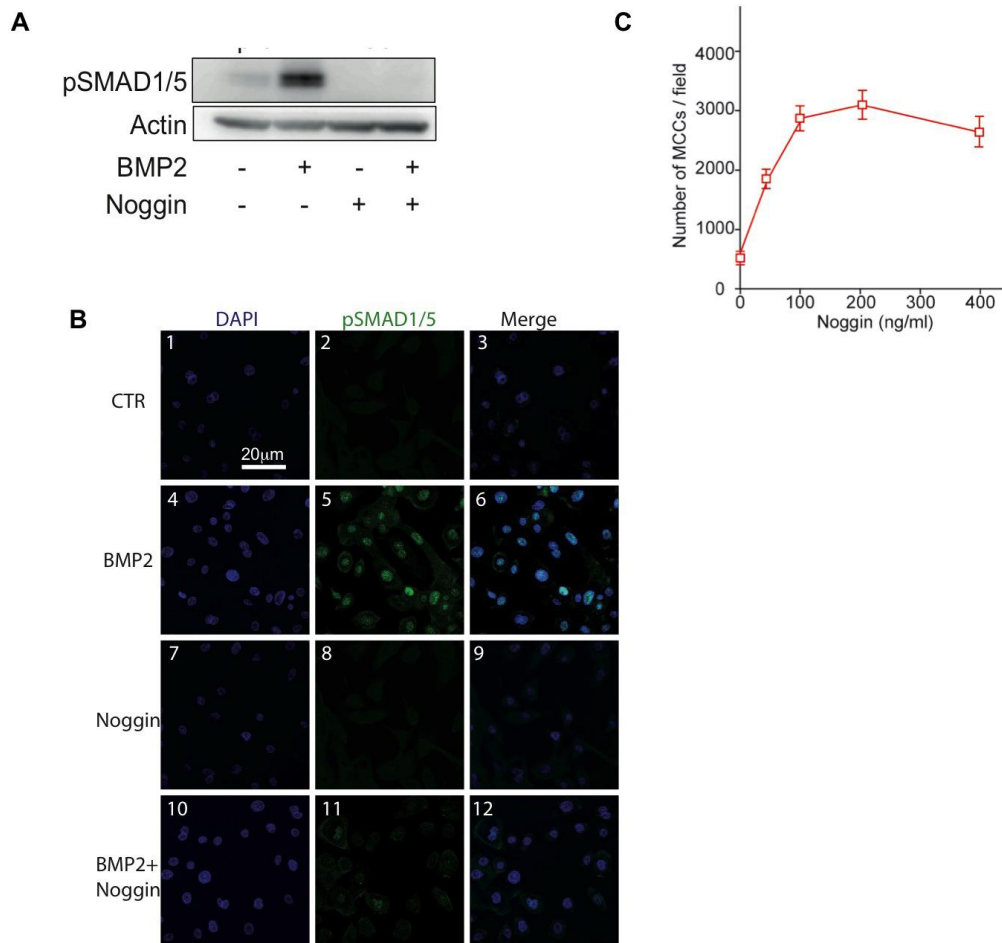 A
pSMAD1/5
Actin
BMP2 - + - +
Noggin - - + +
B
DAPI pSMAD1/5 Merge
CTR
1 2 3
20μm
BMP2
4 5 6
Noggin
7 8 9
BMP2+
Noggin
10 11 12
C
Number of MCCs / field
4000
3000
2000
1000
0
0 100 200 300 400
Noggin (ng/ml)